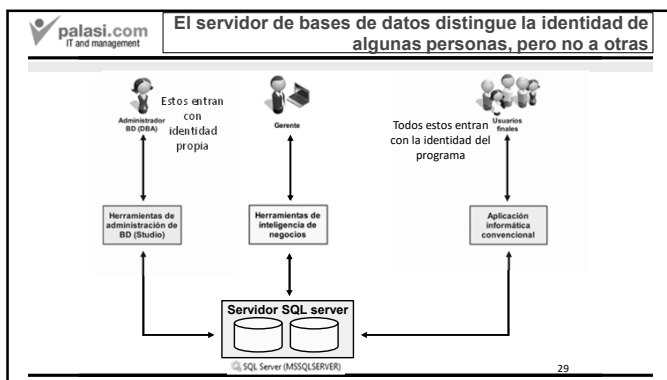 palasi.com
IT and management
El servidor de bases de datos distingue la identidad de
algunas personas, pero no a otras
Administrador
BD (DBA)
Estos entran
con
identidad
propia
Gerente
Todos estos entran
con la identidad del
programa
Usuarios
finales
Herramientas de
administración de
BD (Studio)
Herramientas de
inteligencia de
negocios
Aplicación
informática
convencional
Servidor SQL server
SQL Server (MSSQLSERVER)
29